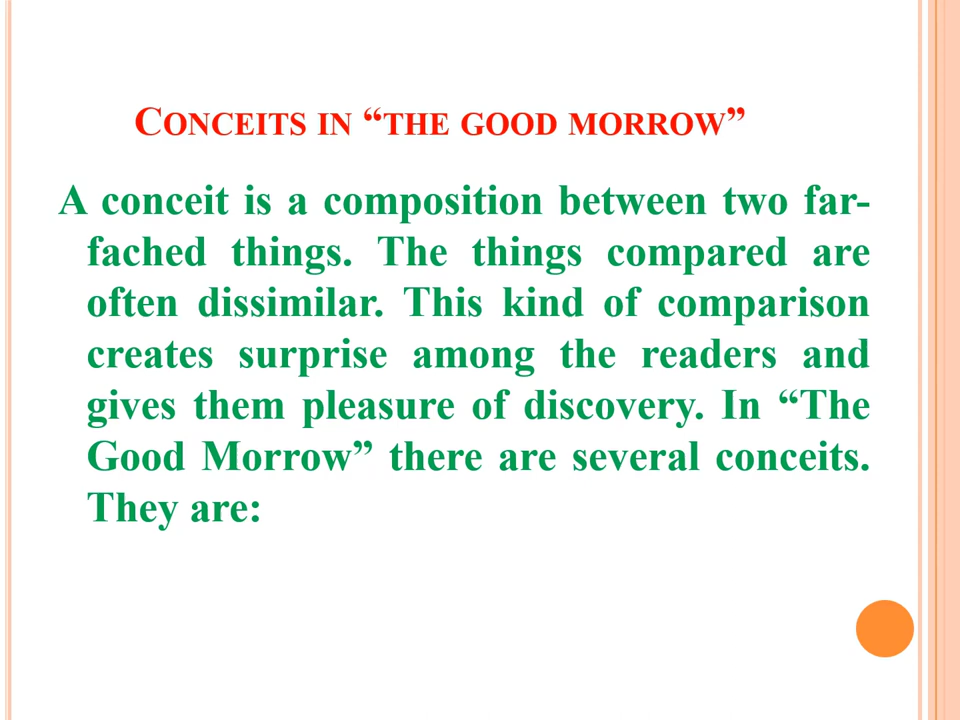 CONCEITS IN “THE GOOD MORROW”
A conceit is a composition between two far-
fached things. The things compared are
often dissimilar. This kind of comparison
creates surprise among the readers and
gives them pleasure of discovery. In “The
Good Morrow” there are several conceits.
They are: